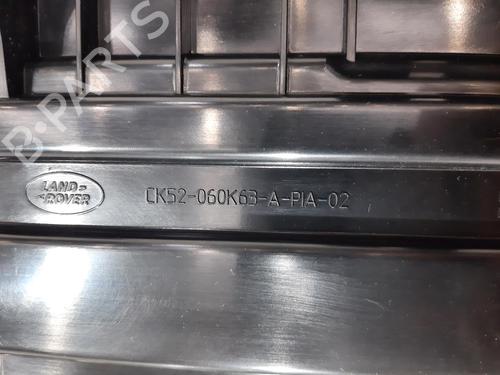 B-PARTS
LAND-
-ROVER
CK52-060K63-A-PIA-02